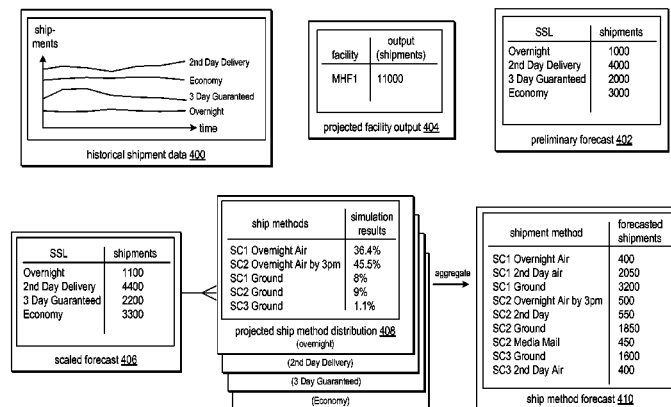 ship-
ments
2nd Day Delivery
Economy
3 Day Guaranteed
Overnight
time
historical shipment data 400
facility output (shipments)
MHF1 11000
projected facility output 404
SSL shipments
Overnight 1000
2nd Day Delivery 4000
3 Day Guaranteed 2000
Economy 3000
preliminary forecast 402
SSL shipments
Overnight 1100
2nd Day Delivery 4400
3 Day Guaranteed 2200
Economy 3300
scaled forecast 406
ship methods simulation results
SC1 Overnight Air 36.4%
SC2 Overnight Air by 3pm 45.5%
SC1 Ground 8%
SC2 Ground 9%
SC3 Ground 1.1%
projected ship method distribution 408
(overnight)
(2nd Day Delivery)
(3 Day Guaranteed)
(Economy)
aggregate
shipment method forecasted shipments
SC1 Overnight Air 400
SC1 2nd Day air 2050
SC1 Ground 3200
SC2 Overnight Air by 3pm 500
SC2 2nd Day 550
SC2 Ground 1850
SC2 Media Mail 450
SC3 Ground 1600
SC3 2nd Day Air 400
ship method forecast 410